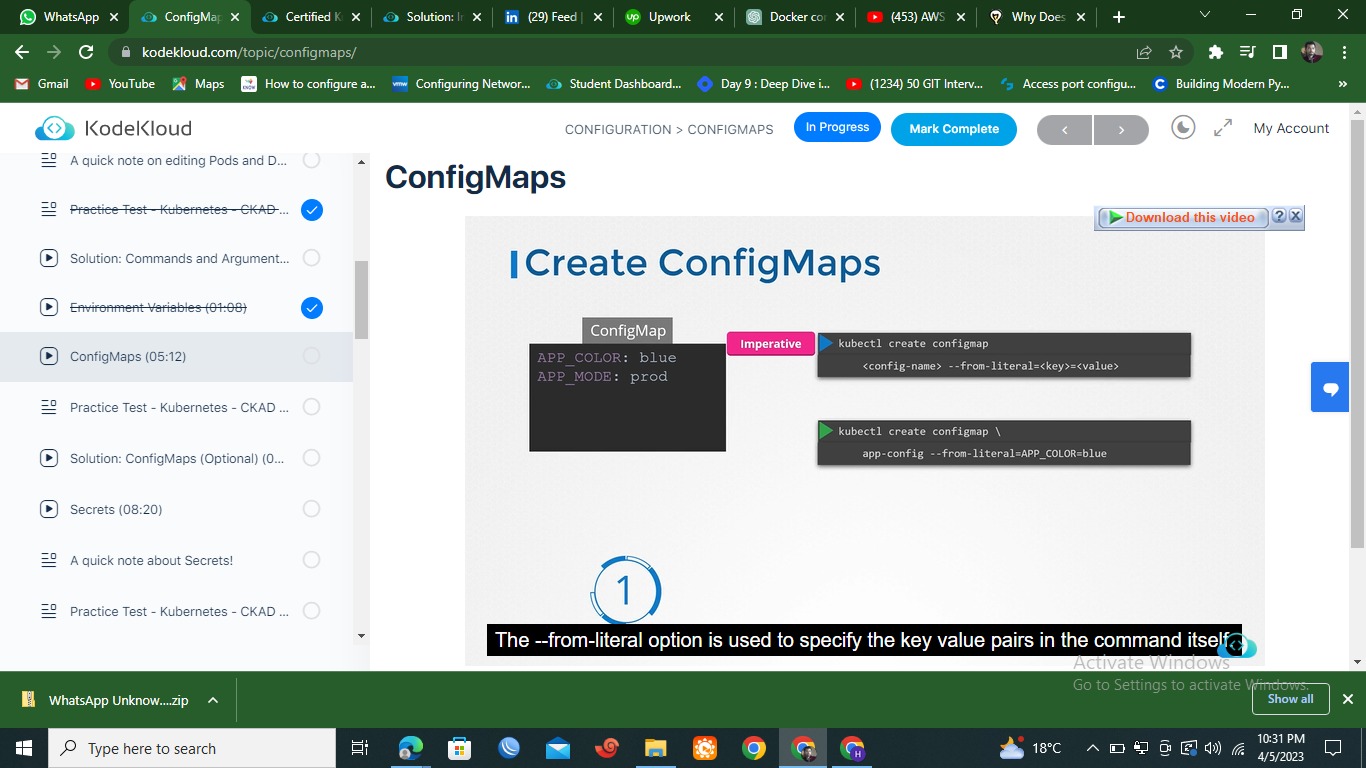 WhatsApp
ConfigMap
Certified K
Solution: I
(29) Feed |
Upwork
Docker co
(453) AWS
Why Does
kodekloud.com/topic/configmaps/
Gmail
YouTube
Maps
How to configure a...
Configuring Networ...
Student Dashboard...
Day 9 : Deep Dive i...
(1234) 50 GIT Interv...
Access port configu...
Building Modern Py...
»
KodeKloud
CONFIGURATION > CONFIGMAPS
In Progress
Mark Complete
My Account
A quick note on editing Pods and D...
Practice Test - Kubernetes - CKAD ...
Solution: Commands and Argument...
Environment Variables (01:08)
ConfigMaps (05:12)
Practice Test - Kubernetes - CKAD ...
Solution: ConfigMaps (Optional) (0...
Secrets (08:20)
A quick note about Secrets!
Practice Test - Kubernetes - CKAD ...
ConfigMaps
Download this video
Create ConfigMaps
ConfigMap
APP_COLOR: blue
APP_MODE: prod
Imperative
kubectl create configmap
<config-name> --from-literal=<key>=<value>
kubectl create configmap \
app-config --from-literal=APP_COLOR=blue
1
The --from-literal option is used to specify the key value pairs in the command itself.
Activate Windows
Go to Settings to activate Windows.
WhatsApp Unknow....zip
Show all
Type here to search
18°C
10:31 PM
4/5/2023